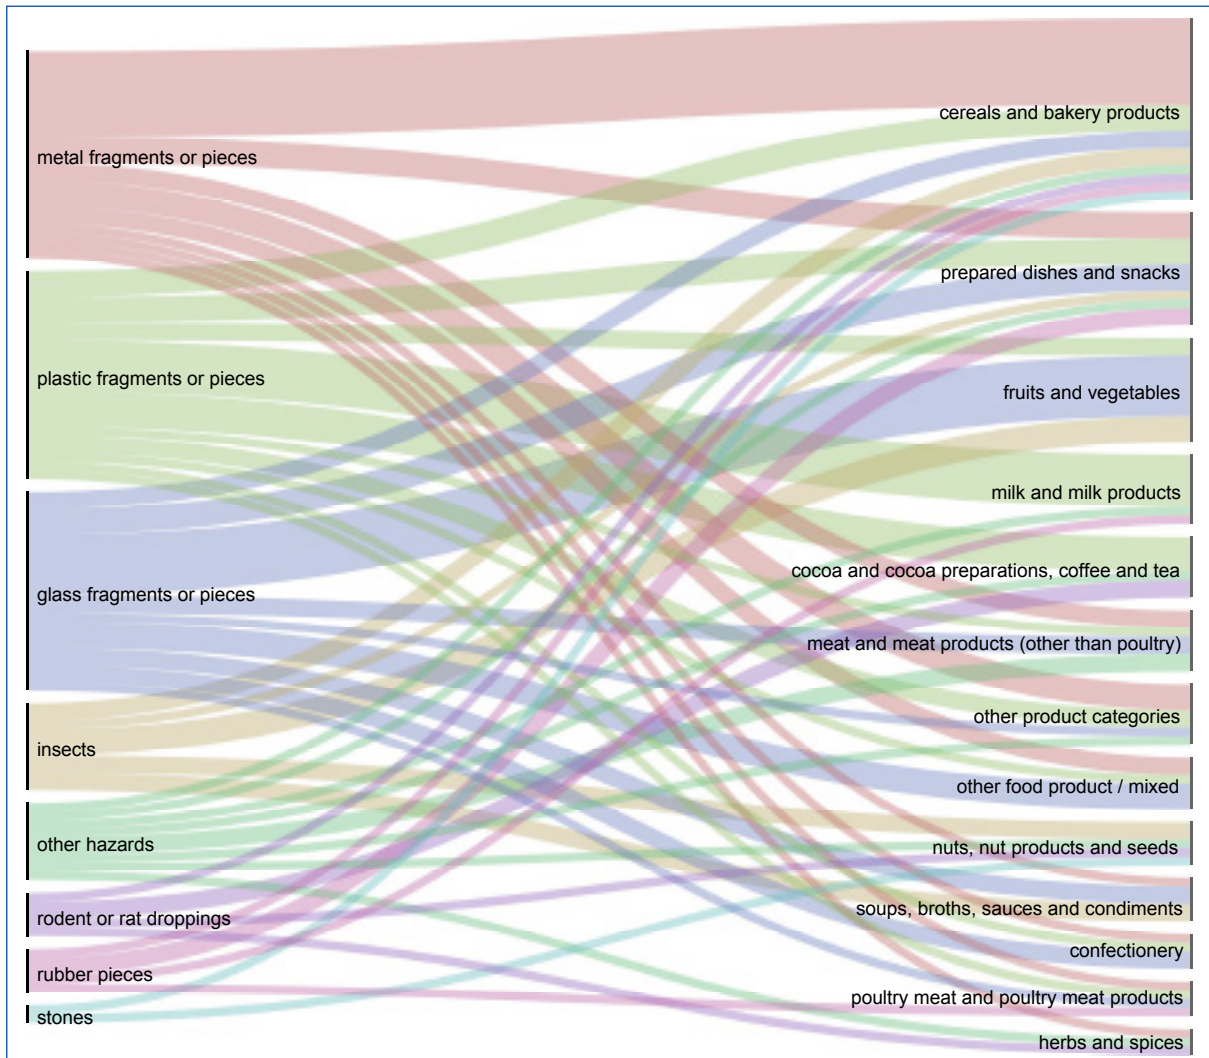 metal fragments or pieces
plastic fragments or pieces
glass fragments or pieces
insects
other hazards
rodent or rat droppings
rubber pieces
stones
cereals and bakery products
prepared dishes and snacks
fruits and vegetables
milk and milk products
cocoa and cocoa preparations, coffee and tea
meat and meat products (other than poultry)
other product categories
other food product / mixed
nuts, nut products and seeds
soups, broths, sauces and condiments
confectionery
poultry meat and poultry meat products
herbs and spices